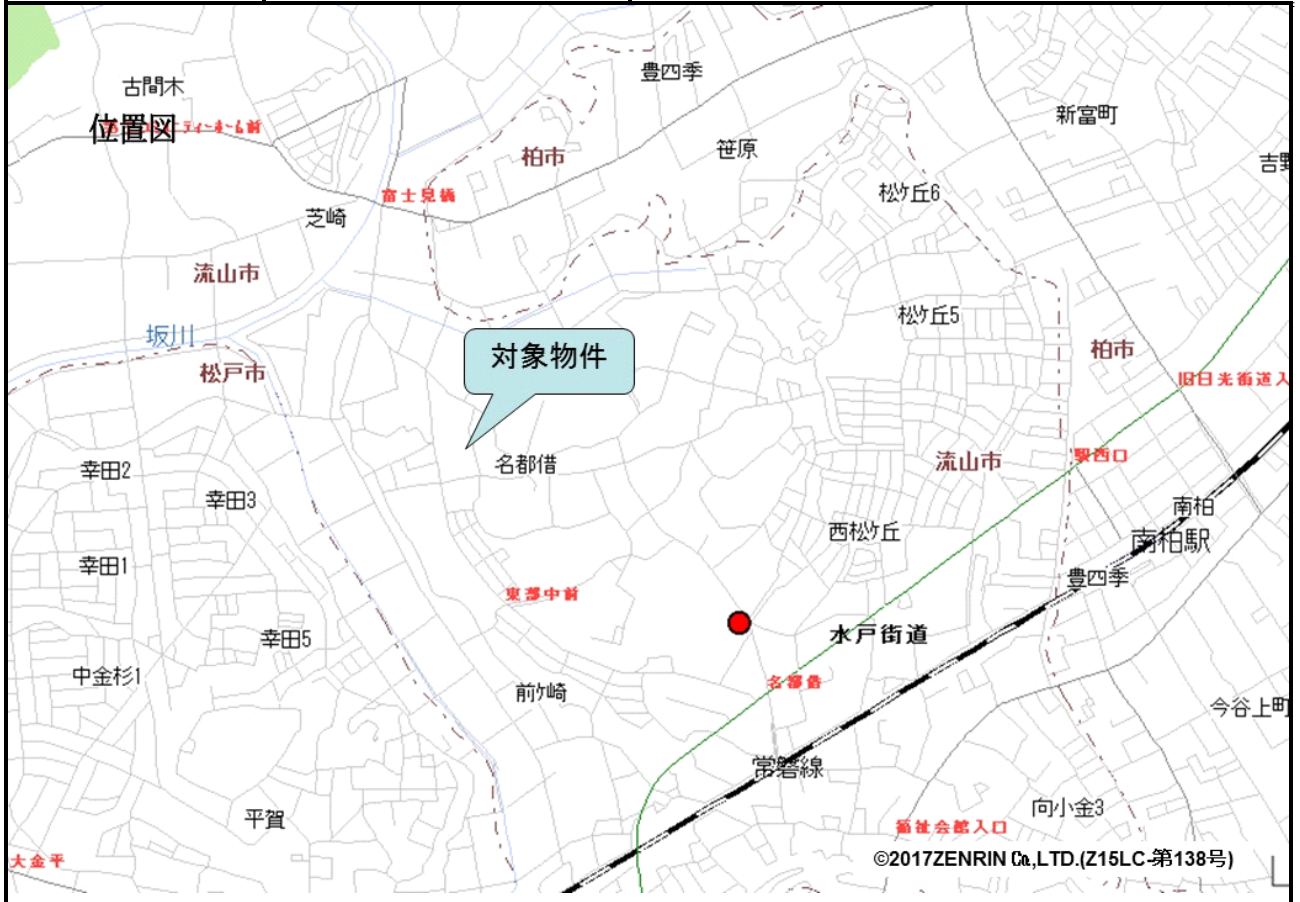 古間木
豊四季
位置図
新富町
柏市
笹原
富士見橋
松ケ丘6
芝崎
流山市
坂川
松戸市
松ケ丘5
柏市
対象物件
旧日光街道入
幸田2
名都借
流山市
駅西口
幸田3
南柏
西松ケ丘
南柏駅
幸田1
豊四季
東部中前
幸田5
水戸街道
中金杉1
前ケ崎
名都借
今谷上町
常磐線
平賀
向小金3
福祉会館入口
大金平
©2017ZENRIN Co,.LTD.(Z15LC-第138号)